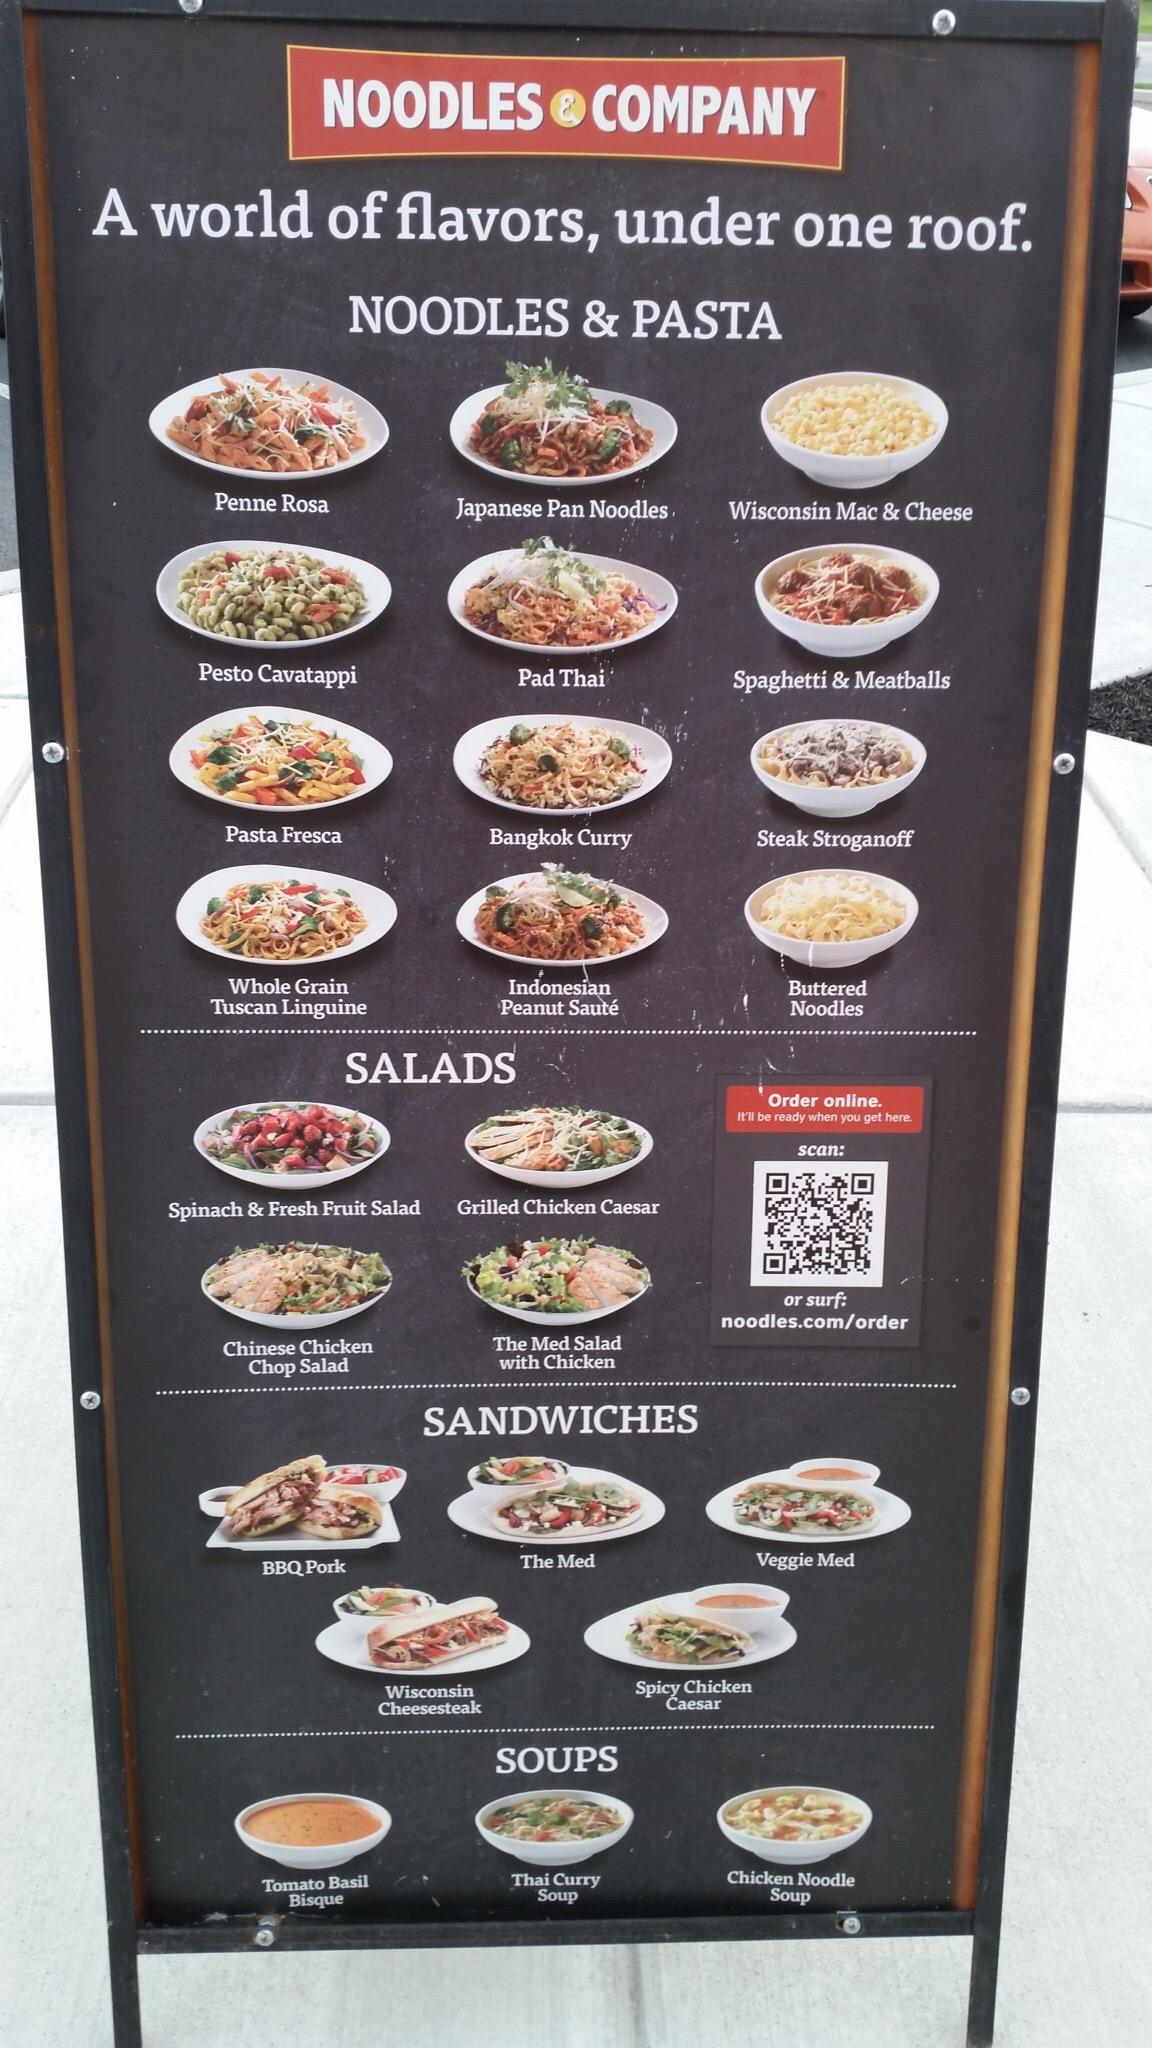 NOODLES & COMPANY
A world of flavors, under one roof.
NOODLES & PASTA
Penne Rosa
Japanese Pan Noodles
Wisconsin Mac & Cheese
Pesto Cavatappi
Pad Thai
Spaghetti & Meatballs
Pasta Fresca
Bangkok Curry
Steak Stroganoff
Whole Grain
Tuscan Linguine
Indonesian
Peanut Sauté
Buttered
Noodles
SALADS
Spinach & Fresh Fruit Salad
Grilled Chicken Caesar
Chinese Chicken
Chop Salad
The Med Salad
with Chicken
Order online.
It'll be ready when you get here.
scan:
or surf:
noodles.com/order
SANDWICHES
BBQ Pork
The Med
Veggie Med
Wisconsin
Cheesesteak
Spicy Chicken
Caesar
SOUPS
Tomato Basil
Bisque
Thai Curry
Soup
Chicken Noodle
Soup